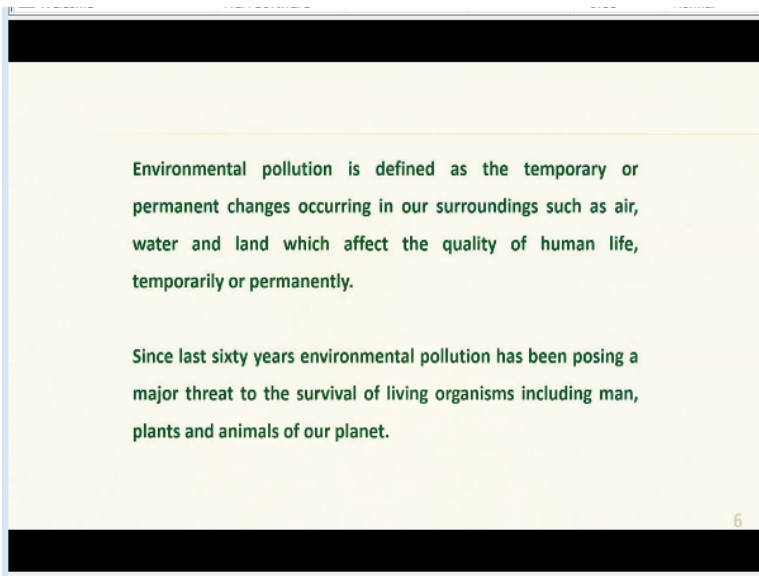 Environmental pollution is defined as the temporary or
permanent changes occurring in our surroundings such as air,
water and land which affect the quality of human life,
temporarily or permanently.
Since last sixty years environmental pollution has been posing a
major threat to the survival of living organisms including man,
plants and animals of our planet.
6